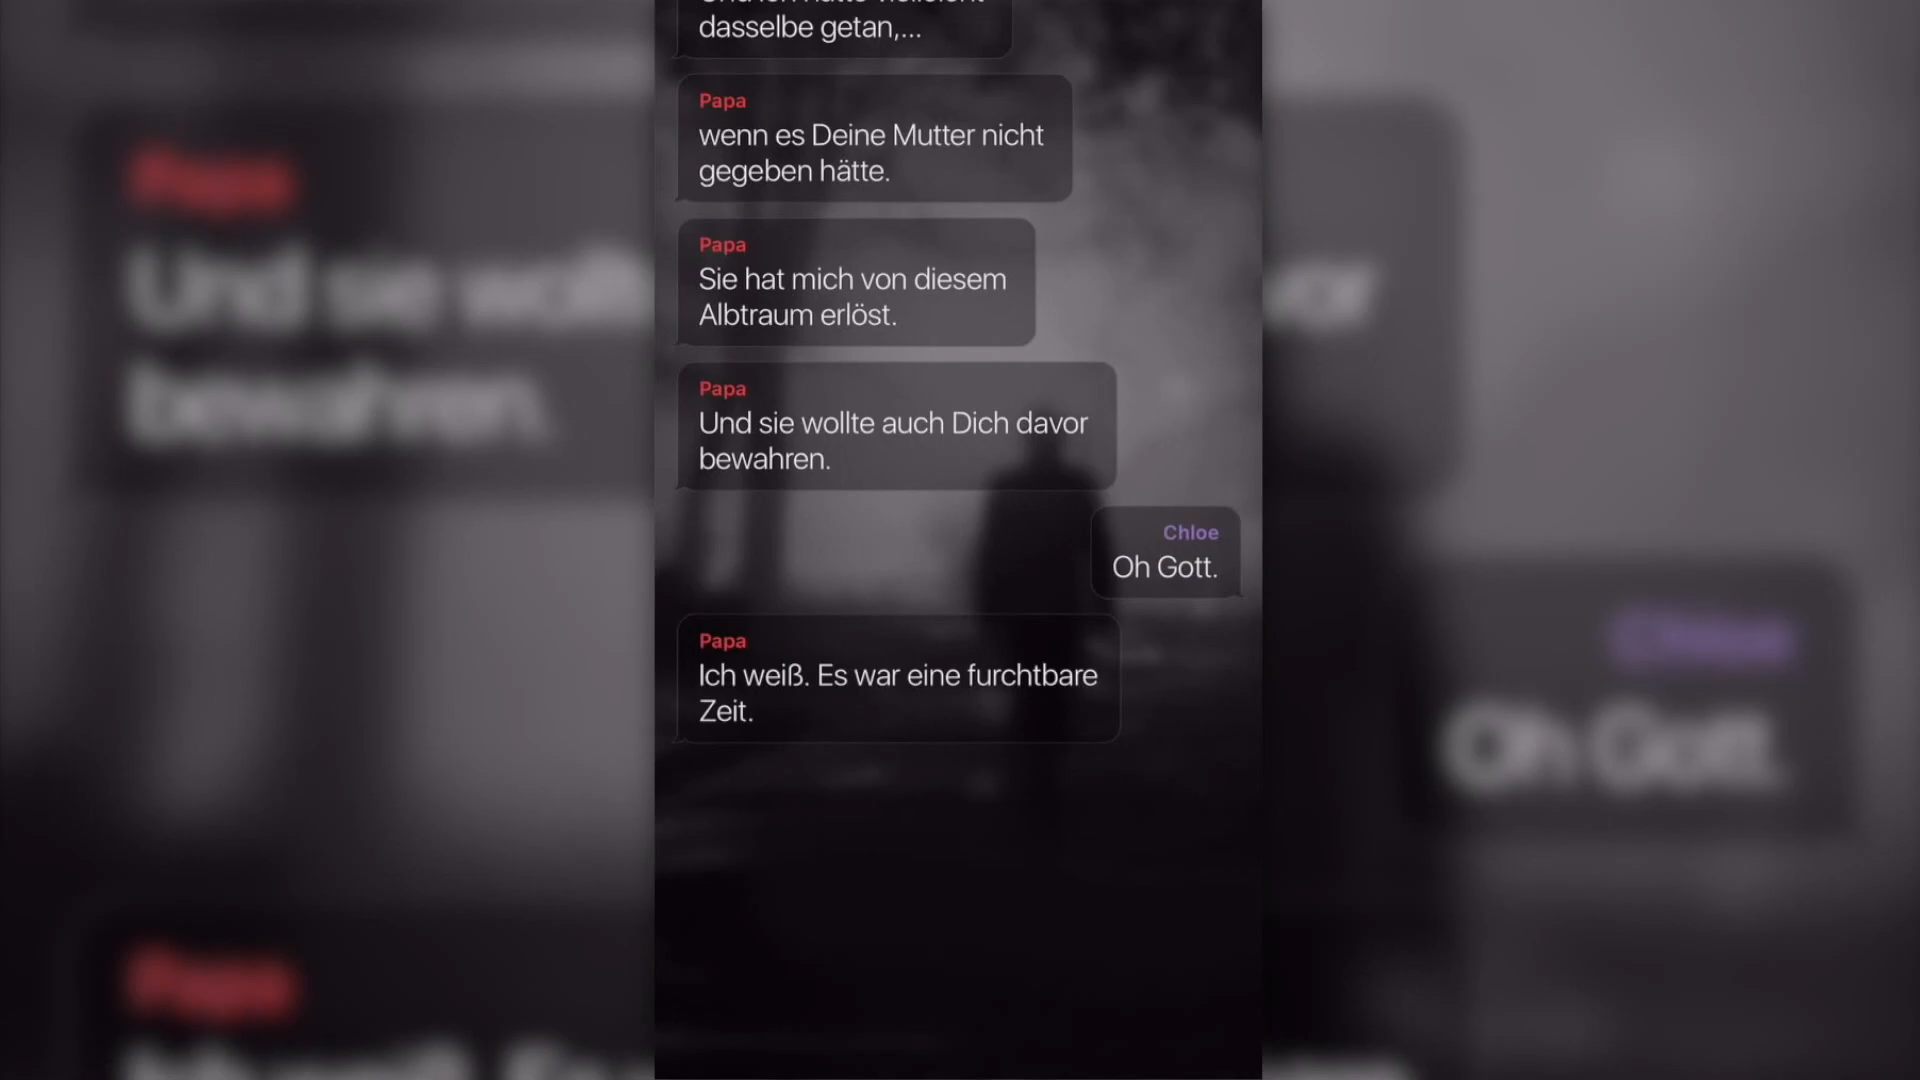 dasselbe getan,...
Papa
wenn es Deine Mutter nicht
gegeben hätte.
Papa
Sie hat mich von diesem
Albtraum erlöst.
Papa
Und sie wollte auch Dich davor
bewahren.
Chloe
Oh Gott.
Papa
Ich weiß. Es war eine furchtbare
Zeit.